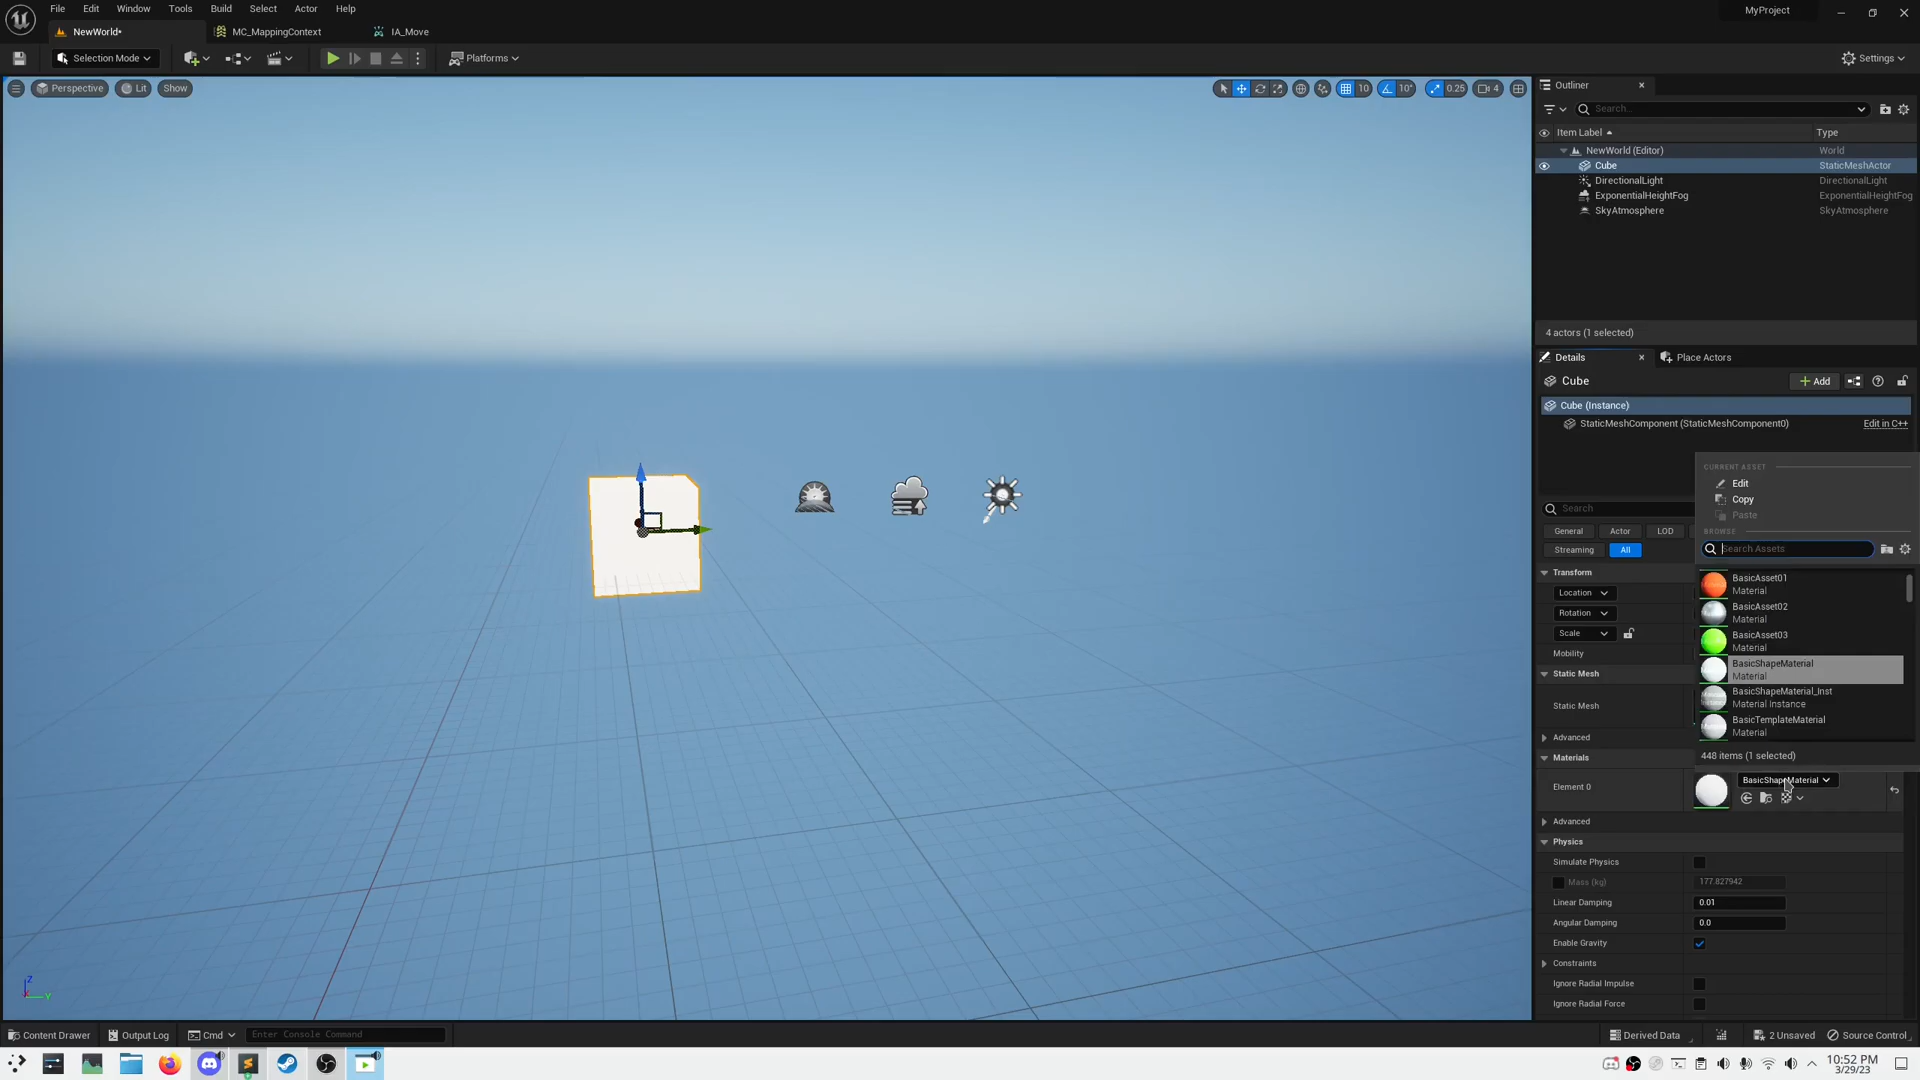 File Edit Window Tools Build Select Actor Help
MyProject
NewWorld* MC_MappingContext IA_Move
Selection Mode Platforms Settings
Perspective Lit Show 10 10° 0.25 4
Outliner
Search...
Item Label Type
NewWorld (Editor) World
Cube StaticMeshActor
DirectionalLight DirectionalLight
ExponentialHeightFog ExponentialHeightFog
SkyAtmosphere SkyAtmosphere
4 actors (1 selected)
Details Place Actors
Cube Add
Cube (Instance)
StaticMeshComponent (StaticMeshComponent0) Edit in C++
CURRENT ASSET
Edit
Copy
Paste
BROWSE
Search
General Actor LOD
Streaming All
Search Assets
BasicAsset01
Material
BasicAsset02
Material
BasicAsset03
Material
BasicShapeMaterial
Material
BasicShapeMaterial_Inst
Material Instance
BasicTemplateMaterial
Material
448 items (1 selected)
Transform
Location
Rotation
Scale
Mobility
Static Mesh
Static Mesh
Advanced
Materials
Element 0 BasicShapeMaterial
Advanced
Physics
Simulate Physics
Mass (kg) 177.827942
Linear Damping 0.01
Angular Damping 0.0
Enable Gravity
Constraints
Ignore Radial Impulse
Ignore Radial Force
Z
Y
Content Drawer Output Log Cmd Enter Console Command Derived Data 2 Unsaved Source Control
10:52 PM
3/29/23